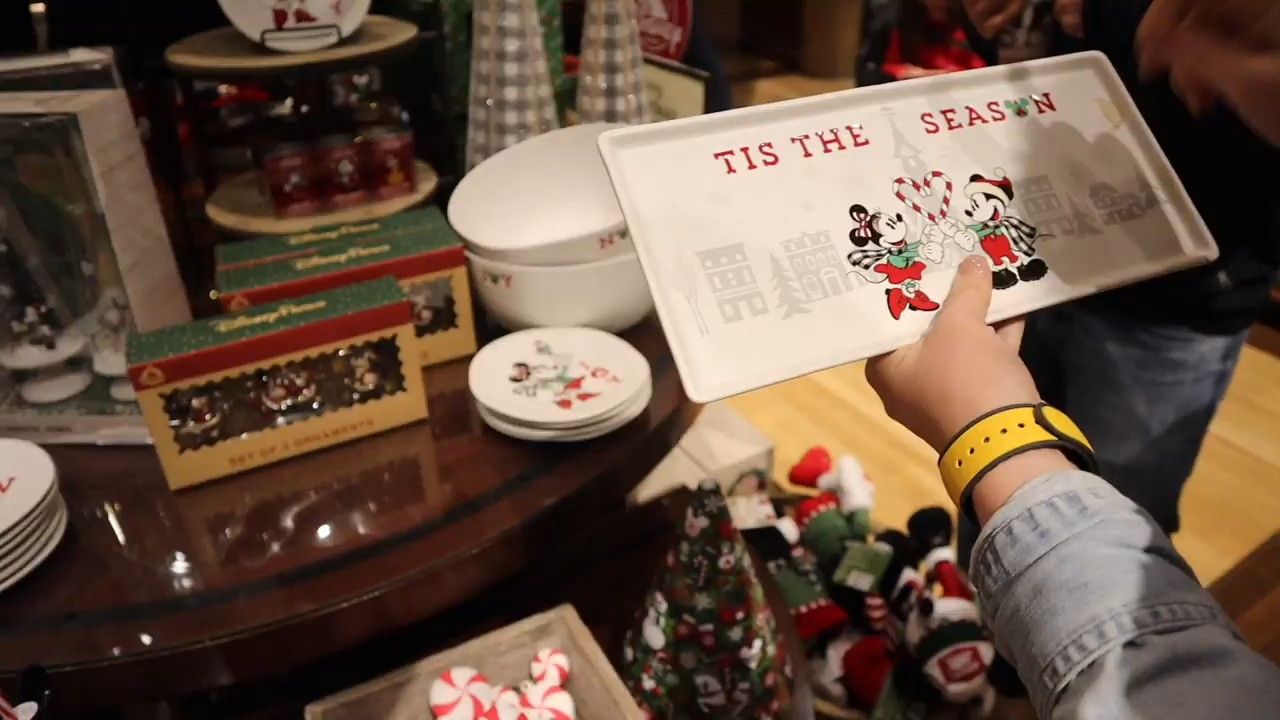 TIS THE SEASON
Disney Parks
Disney Parks
Disney Parks
SET OF 3 ORNAMENTS